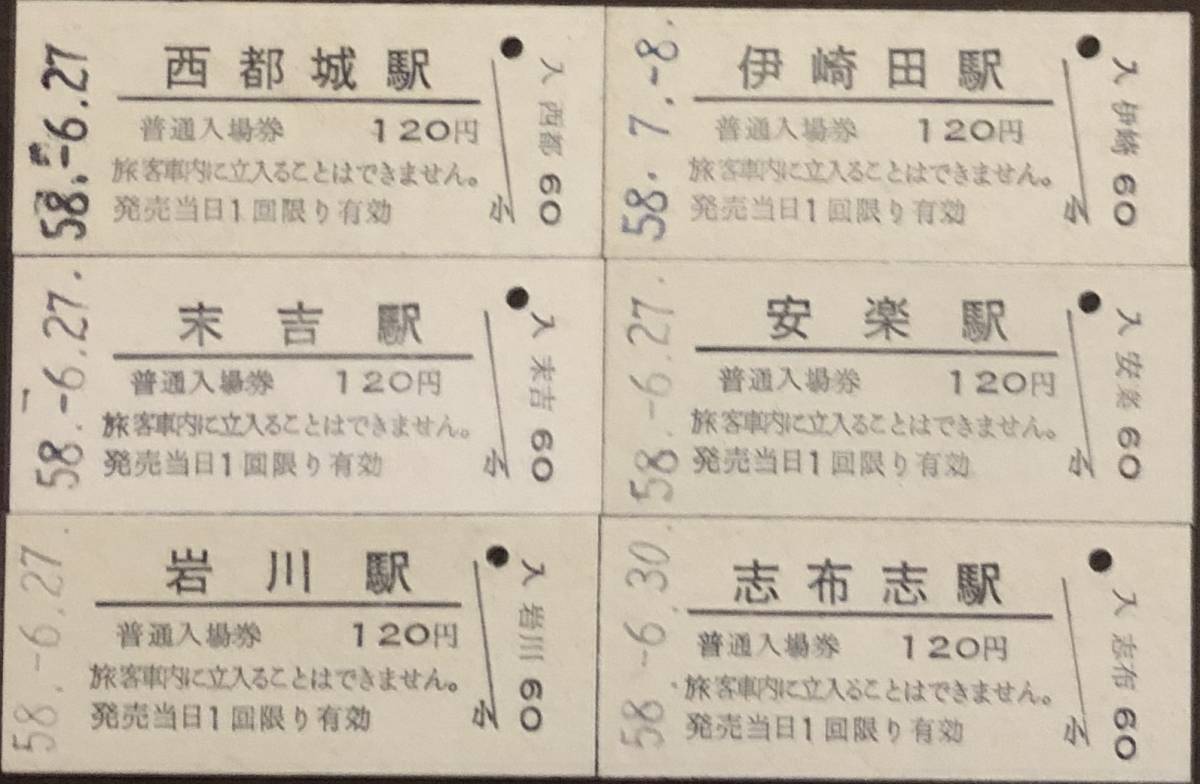 58.-6.27
西都城駅
普通入場券 120円
旅客車内に立入ることはできません。
発売当日1回限り有効
小
入 西都 60
58.7.-8.
伊崎田駅
普通入場券 120円
旅客車内に立入ることはできません。
発売当日1回限り有効
小
入 伊崎 60
58.-6.27.
末吉駅
普通入場券 120円
旅客車内に立入ることはできません。
発売当日1回限り有効
小
入 末吉 60
58.-6.27.
安楽駅
普通入場券 120円
旅客車内に立入ることはできません。
発売当日1回限り有効
小
入 安楽 60
58.-6.27.
岩川駅
普通入場券 120円
旅客車内に立入ることはできません。
発売当日1回限り有効
小
入 岩川 60
58.-6.30.
志布志駅
普通入場券 120円
旅客車内に立入ることはできません。
発売当日1回限り有効
小
入 志布 60